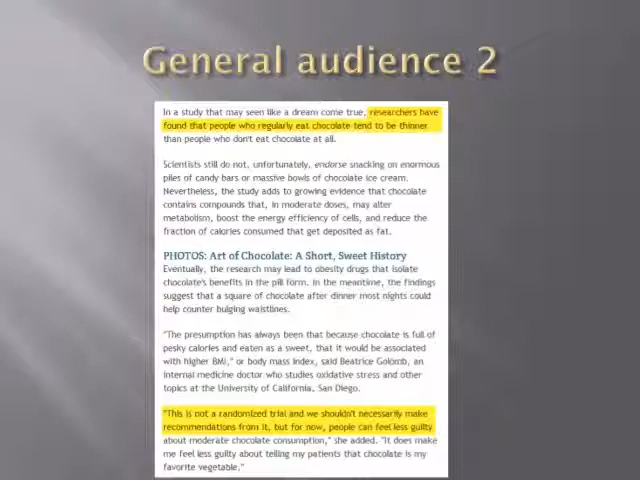 General audience 2
In a study that may seen like a dream come true, researchers have
found that people who regularly eat chocolate tend to be thinner
than people who don't eat chocolate at all.
Scientists still do not, unfortunately, endorse snacking on enormous
piles of candy bars or massive bowls of chocolate ice cream.
Nevertheless, the study adds to growing evidence that chocolate
contains compounds that, in moderate doses, may alter
metabolism, boost the energy efficiency of cells, and reduce the
fraction of calories consumed that get deposited as fat.
PHOTOS: Art of Chocolate: A Short, Sweet History
Eventually, the research may lead to obesity drugs that isolate
chocolate's benefits in the pill form. In the meantime, the findings
suggest that a square of chocolate after dinner most nights could
help counter bulging waistlines.
"The presumption has always been that because chocolate is full of
pesky calories and eaten as a sweet, that it would be associated
with higher BMI," or body mass index, said Beatrice Golomb, an
internal medicine doctor who studies oxidative stress and other
topics at the University of California, San Diego.
"This is not a randomized trial and we shouldn't necessarily make
recommendations from it, but for now, people can feel less guilty
about moderate chocolate consumption," she added. "It does make
me feel less guilty about telling my patients that chocolate is my
favorite vegetable."